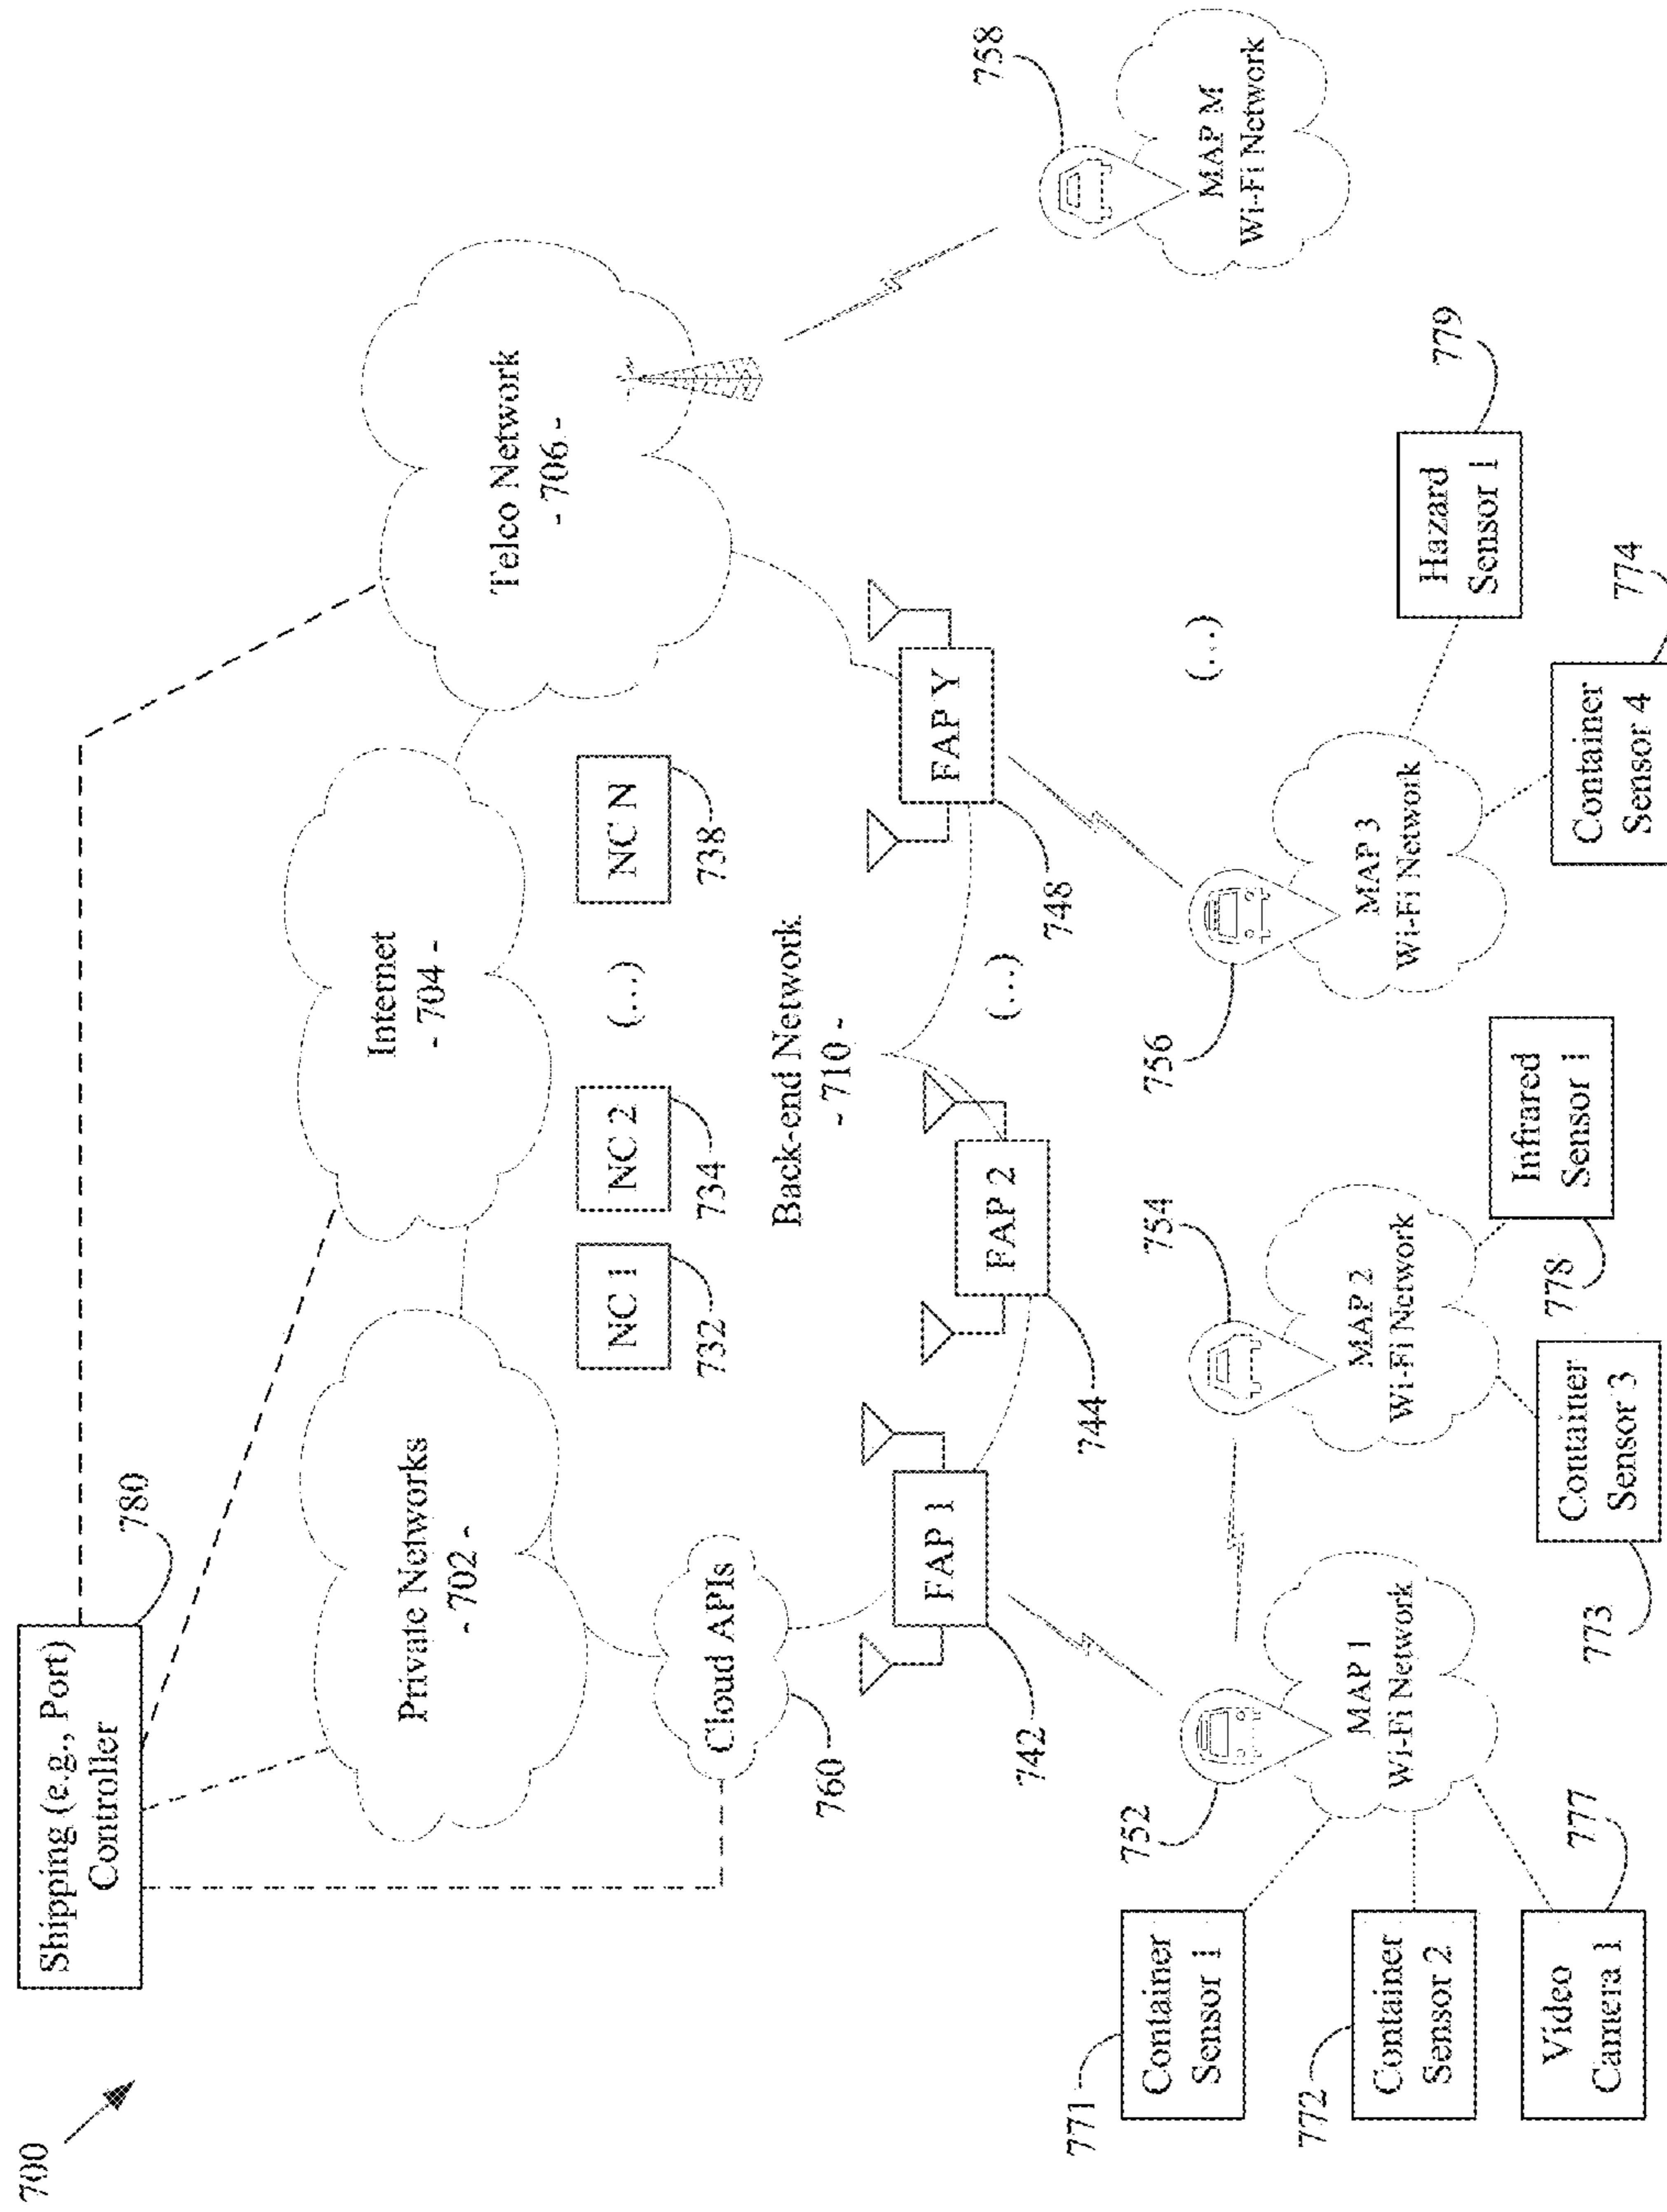 700
Shipping (e.g., Port)
Controller
780
Private Networks
- 702 -
Internet
- 704 -
Telco Network
- 706 -
Cloud APIs
760
NC 1
732
NC 2
734
(...)
NC N
738
Back-end Network
- 710 -
FAP 1
742
FAP 2
744
(...)
FAP Y
748
752
MAP 1
Wi-Fi Network
754
MAP 2
Wi-Fi Network
756
MAP 3
Wi-Fi Network
(...)
758
MAP M
Wi-Fi Network
771
Container
Sensor 1
772
Container
Sensor 2
Video
Camera 1
777
Container
Sensor 3
773
Infrared
Sensor 1
778
Container
Sensor 4
774
Hazard
Sensor 1
779